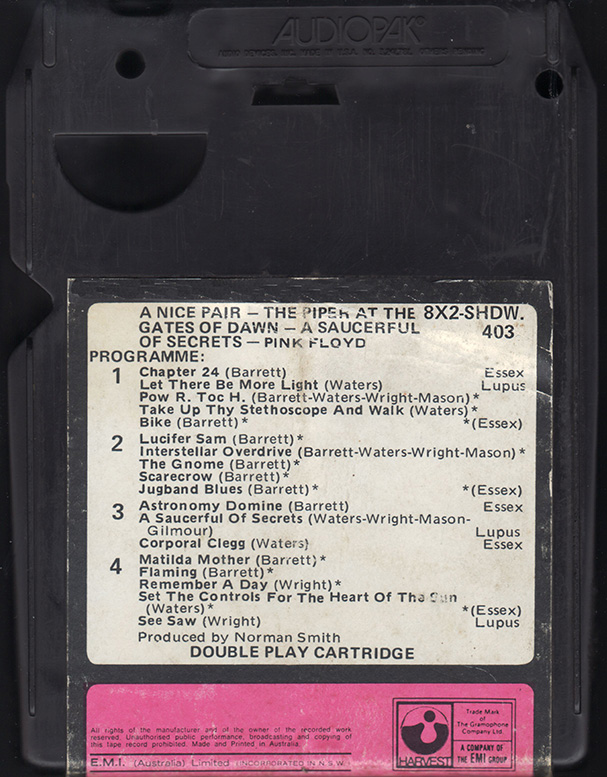 AUDIOPAK®
A NICE PAIR — THE PIPER AT THE 8X2-SHDW.
GATES OF DAWN — A SAUCERFUL 403
OF SECRETS — PINK FLOYD
PROGRAMME:
1 Chapter 24 (Barrett) Essex
Let There Be More Light (Waters) Lupus
Pow R. Toc H. (Barrett-Waters-Wright-Mason)*
Take Up Thy Stethoscope And Walk (Waters)*
Bike (Barrett)* *(Essex)
2 Lucifer Sam (Barrett)*
Interstellar Overdrive (Barrett-Waters-Wright-Mason)*
The Gnome (Barrett)*
Scarecrow (Barrett)*
Jugband Blues (Barrett)* *(Essex)
3 Astronomy Domine (Barrett) Essex
A Saucerful Of Secrets (Waters-Wright-Mason-
Gilmour) Lupus
Corporal Clegg (Waters) Essex
4 Matilda Mother (Barrett)*
Flaming (Barrett)*
Remember A Day (Wright)*
Set The Controls For The Heart Of The Sun
(Waters)* *(Essex)
See Saw (Wright) Lupus
Produced by Norman Smith
DOUBLE PLAY CARTRIDGE
All rights of the manufacturer and of the owner of the recorded work
reserved. Unauthorised public performance, broadcasting and copying of
this tape record prohibited. Made and Printed in Australia.
E.M.I. (Australia) Limited (INCORPORATED IN N.S.W.)
HARVEST
Trade Mark
of
The Gramophone
Company Ltd.
A COMPANY OF
THE EMI GROUP